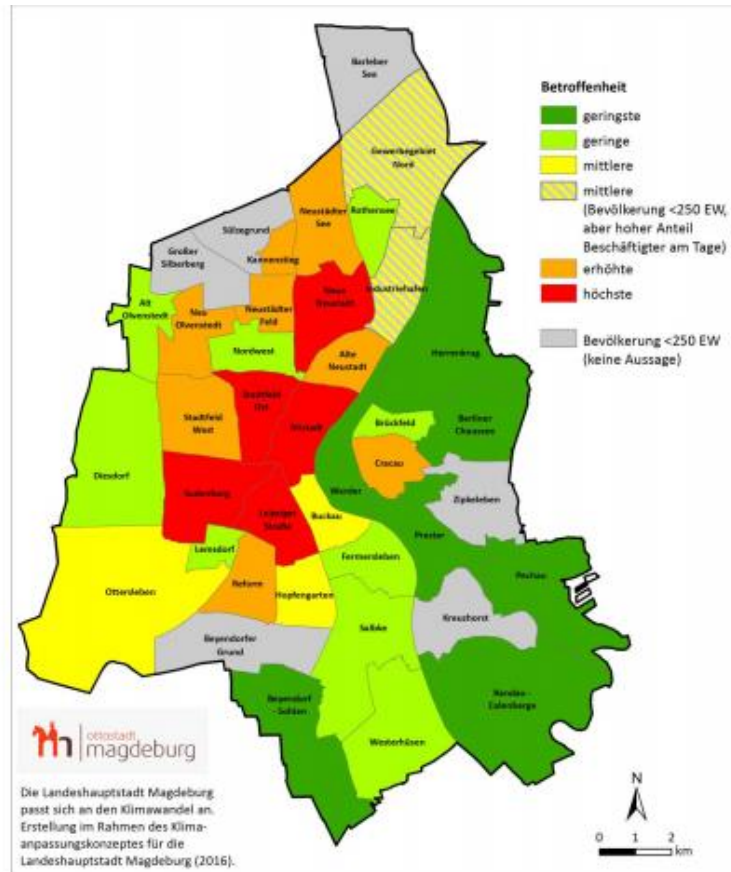 Barleber
See
Betroffenheit
geringste
geringe
mittlere
mittlere
(Bevölkerung <250 EW,
aber hoher Anteil
Beschäftigter am Tage)
erhöhte
höchste
Bevölkerung <250 EW
(keine Aussage)
Gewerbegebiet
Nord
Rothensee
Neustädter
See
Sülzegrund
Großer
Silberberg
Kannenstieg
Industriehafen
Neue
Neustadt
Alt
Olvenstedt
Neu
Olvenstedt
Neustädter
Feld
Nordwest
Alte
Neustadt
Herrenkrug
Stadtfeld
Ost
Altstadt
Stadtfeld
West
Brückfeld
Berliner
Chaussee
Cracau
Diesdorf
Werder
Zipkeleben
Sudenburg
Leipziger
Straße
Buckau
Prester
Lemsdorf
Fermersleben
Pechau
Ottersleben
Reform
Hopfengarten
Kreuzhorst
Salbke
Beyendorfer
Grund
Beyendorf
- Sohlen
Randau -
Calenberge
Westerhüsen
ottostadt
magdeburg
Die Landeshauptstadt Magdeburg
passt sich an den Klimawandel an.
Erstellung im Rahmen des Klima-
anpassungskonzeptes für die
Landeshauptstadt Magdeburg (2016).
N
0 1 2
km